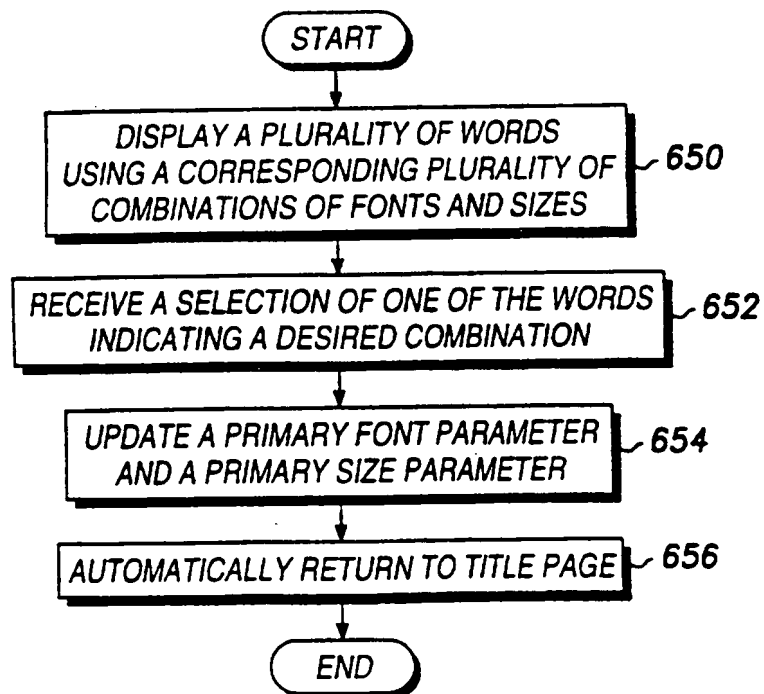 START
DISPLAY A PLURALITY OF WORDS
USING A CORRESPONDING PLURALITY OF
COMBINATIONS OF FONTS AND SIZES
650
RECEIVE A SELECTION OF ONE OF THE WORDS
INDICATING A DESIRED COMBINATION
652
UPDATE A PRIMARY FONT PARAMETER
AND A PRIMARY SIZE PARAMETER
654
AUTOMATICALLY RETURN TO TITLE PAGE
656
END